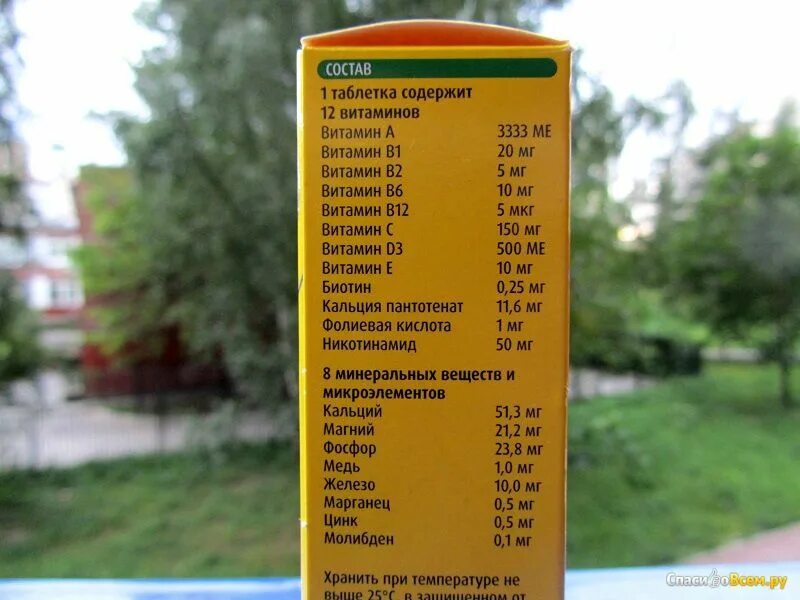 СОСТАВ
1 таблетка содержит
12 витаминов
Витамин А 3333 МЕ
Витамин В1 20 мг
Витамин В2 5 мг
Витамин В6 10 мг
Витамин В12 5 мкг
Витамин С 150 мг
Витамин D3 500 МЕ
Витамин Е 10 мг
Биотин 0,25 мг
Кальция пантотенат 11,6 мг
Фолиевая кислота 1 мг
Никотинамид 50 мг
8 минеральных веществ и
микроэлементов
Кальций 51,3 мг
Магний 21,2 мг
Фосфор 23,8 мг
Медь 1,0 мг
Железо 10,0 мг
Марганец 0,5 мг
Цинк 0,5 мг
Молибден 0,1 мг
Хранить при температуре не
выше 25°С, в защищенном от
СпасибоВсем.ру